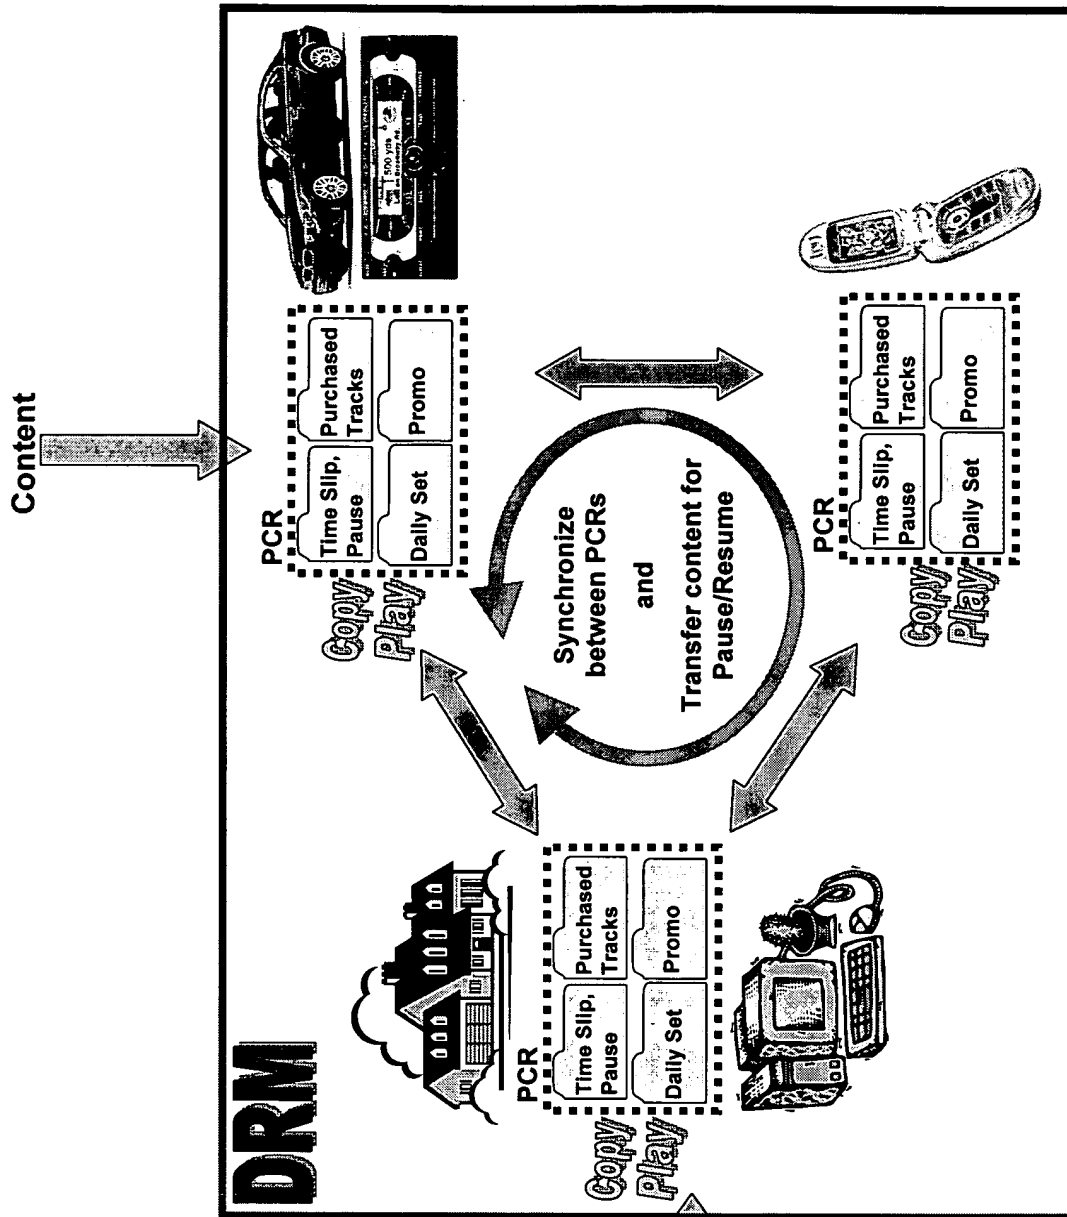 Content
DRM
PCR
Time Slip,
Pause
Purchased
Tracks
Daily Set
Promo
Copy
Play
PCR
Time Slip,
Pause
Purchased
Tracks
Daily Set
Promo
Copy
Play
Synchronize
between PCRs
and
Transfer content for
Pause/Resume
PCR
Time Slip,
Pause
Purchased
Tracks
Daily Set
Promo
Copy
Play
500 yds